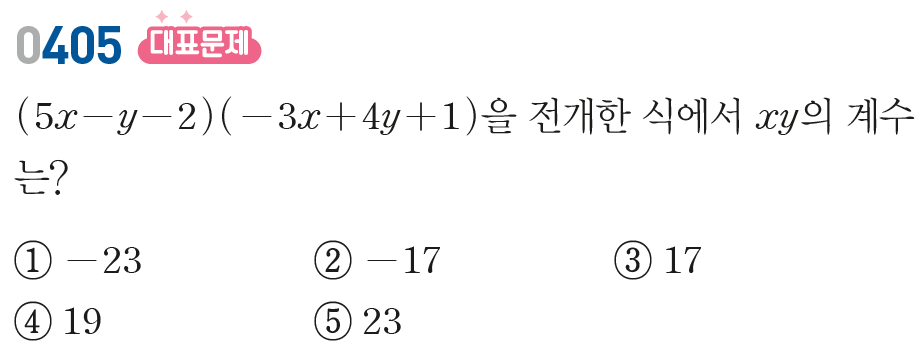 0405 대표문제
(5x-y-2)(-3x+4y+1)을 전개한 식에서 xy의 계수
는?
① -23 ② -17 ③ 17
④ 19 ⑤ 23